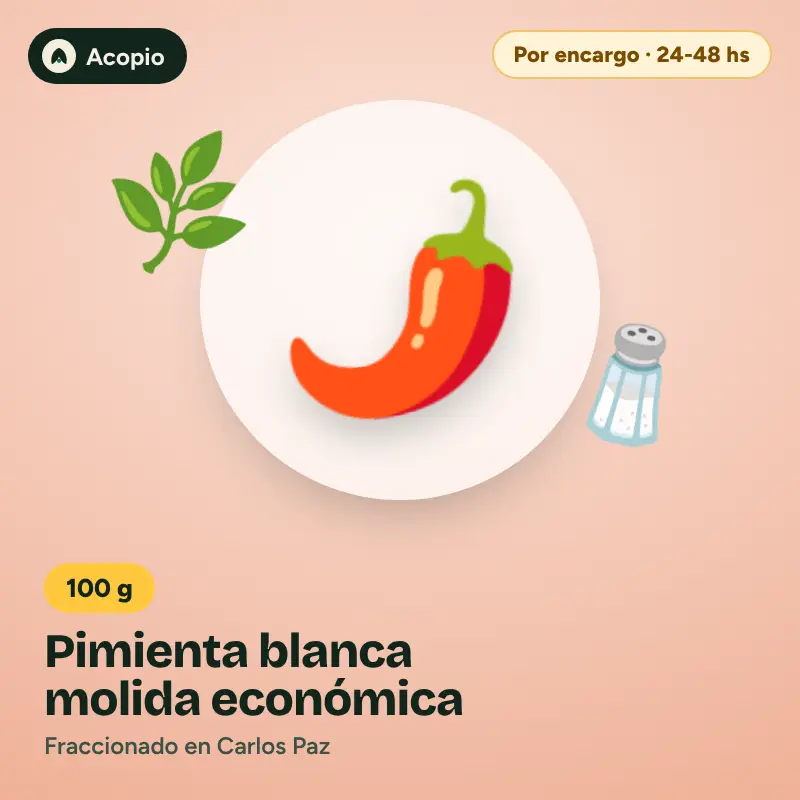 Acopio
Por encargo · 24-48 hs
100 g
Pimienta blanca
molida económica
Fraccionado en Carlos Paz